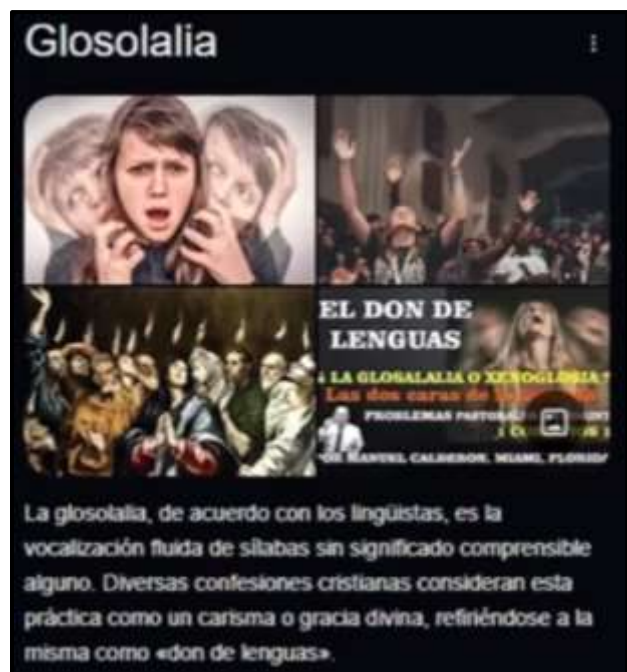 Glosolalia
EL DON DE
LENGUAS
LA GLOSALALIA O XENOGLOSIA
Las dos caras de
PROBLEMAS
MANUEL CALDERON. MIAMI, FLORIDA
La glosolalia, de acuerdo con los lingüistas, es la
vocalización fluida de sílabas sin significado comprensible
alguno. Diversas confesiones cristianas consideran esta
práctica como un carisma o gracia divina, refiriéndose a la
misma como «don de lenguas».